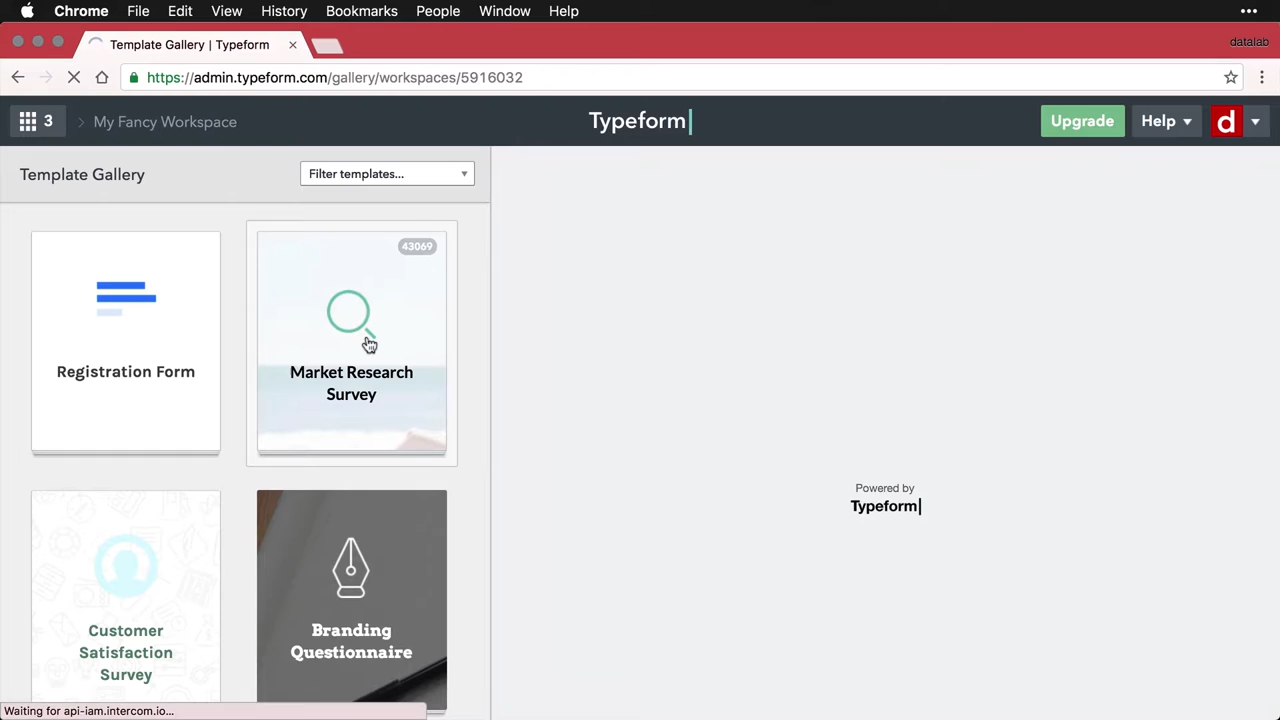 Chrome File Edit View History Bookmarks People Window Help
Template Gallery | Typeform
datalab
https://admin.typeform.com/gallery/workspaces/5916032
3 My Fancy Workspace
Typeform
Upgrade
Help
d
Template Gallery
Filter templates...
43069
Registration Form
Market Research
Survey
Powered by
Typeform
Customer
Satisfaction
Survey
Branding
Questionnaire
Waiting for api-iam.intercom.io...